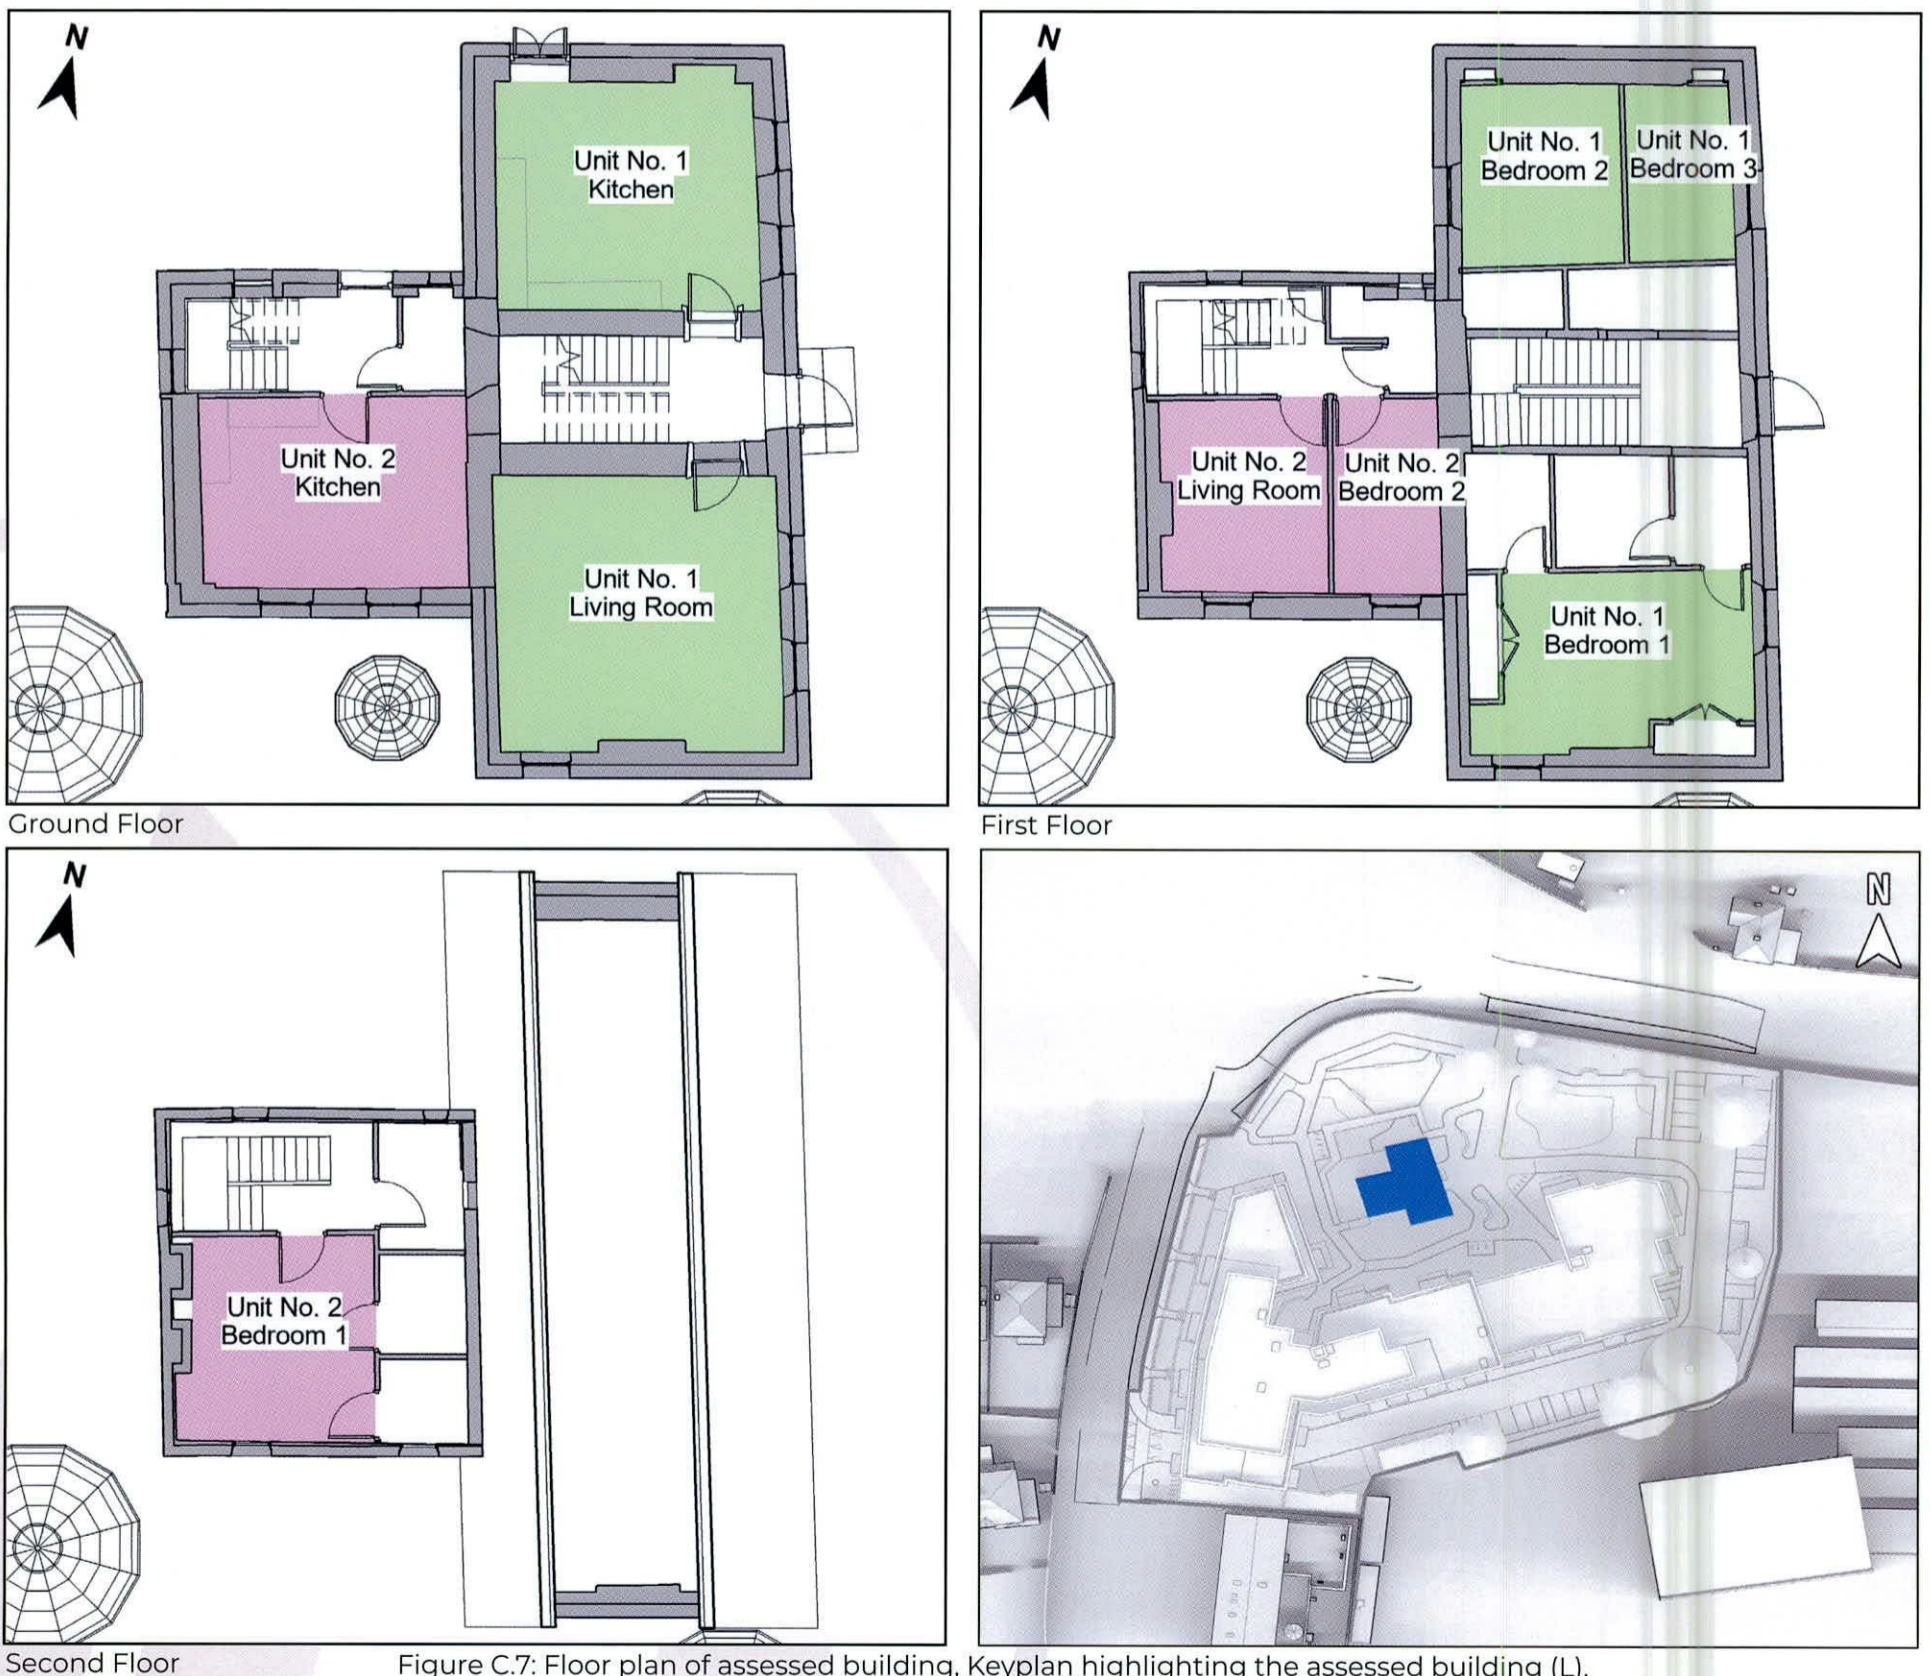 N
Unit No. 1
Kitchen
Unit No. 2
Kitchen
Unit No. 1
Living Room
Ground Floor
N
Unit No. 1
Bedroom 2
Unit No. 1
Bedroom 3
Unit No. 2
Living Room
Unit No. 2
Bedroom 2
Unit No. 1
Bedroom 1
First Floor
N
Unit No. 2
Bedroom 1
Second Floor
N
Figure C.7: Floor plan of assessed building, Keyplan highlighting the assessed building (L).